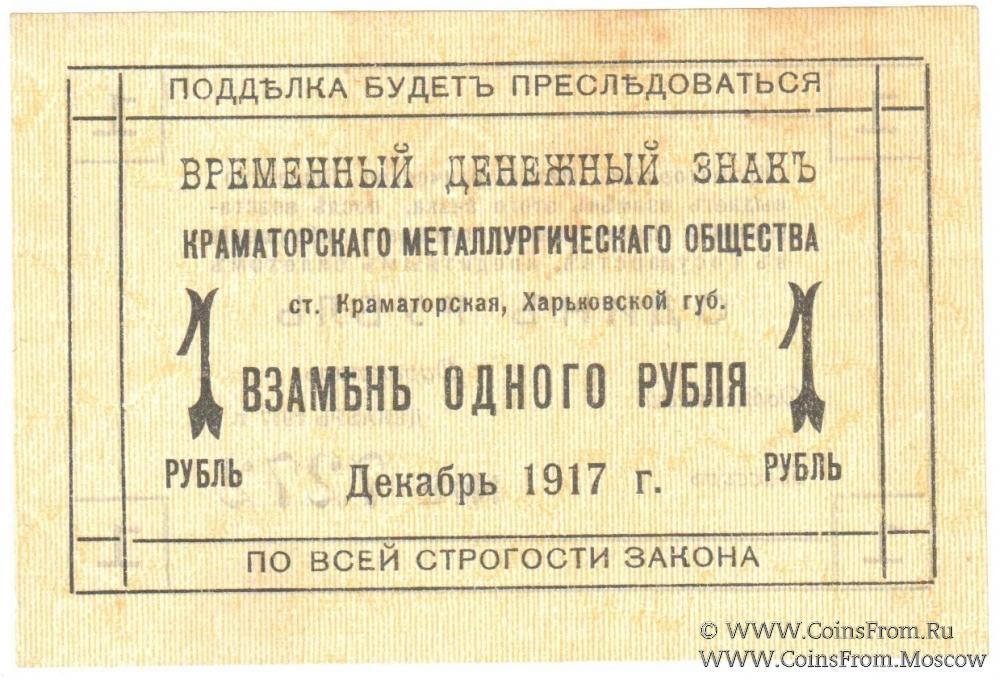 ПОДДѢЛКА БУДЕТЪ ПРЕСЛѢДОВАТЬСЯ
ВРЕМЕННЫЙ ДЕНЕЖНЫЙ ЗНАКЪ
КРАМАТОРСКАГО МЕТАЛЛУРГИЧЕСКАГО ОБЩЕСТВА
ст. Краматорская, Харьковской губ.
1 ВЗАМѢНЪ ОДНОГО РУБЛЯ 1
РУБЛЬ Декабрь 1917 г. РУБЛЬ
ПО ВСЕЙ СТРОГОСТИ ЗАКОНА
© WWW.CoinsFrom.Ru
WWW.CoinsFrom.Moscow